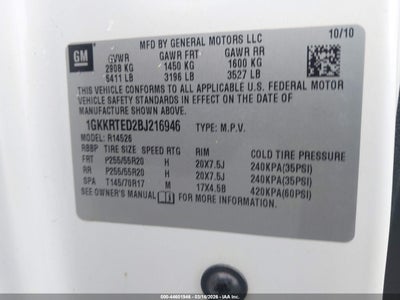 GM
MFD BY GENERAL MOTORS LLC 10/10
GVWR GAWR FRT GAWR RR
2908 KG 1450 KG 1600 KG
6411 LB 3196 LB 3527 LB
THIS VEHICLE CONFORMS TO ALL APPLICABLE U.S. FEDERAL MOTOR
VEHICLE SAFETY STANDARDS IN EFFECT ON THE DATE OF
MANUFACTURE SHOWN ABOVE.
1GKKRTED2BJ216946 TYPE: M.P.V.
MODEL: R14526
RBBP TIRE SIZE SPEED RTG RIM COLD TIRE PRESSURE
FRT P255/55R20 H 20X7.5J 240KPA(35PSI)
RR P255/55R20 H 20X7.5J 240KPA(35PSI)
SPA T145/70R17 M 17X4.5B 420KPA(60PSI)
SEE OWNER'S MANUAL FOR ADDITIONAL INFORMATION.
500-44651946 - 03/16/2026 - IAA Inc.